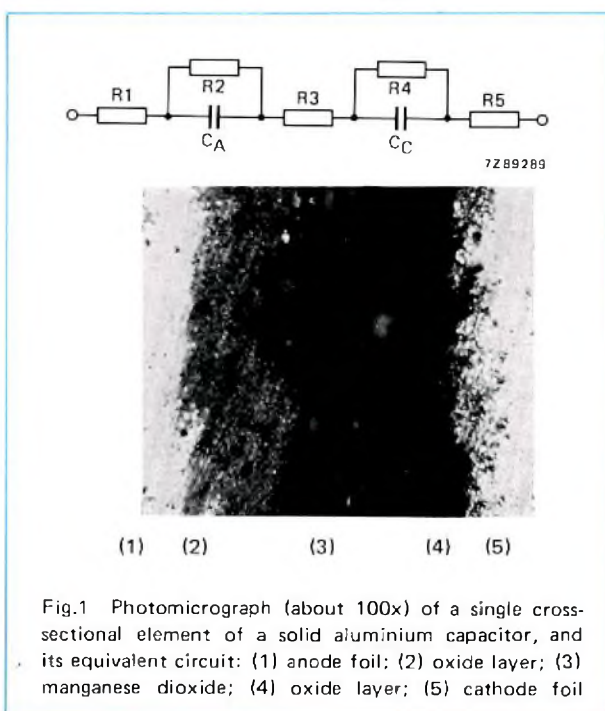 R2 R4
R1 R3 R5
CA CC
7Z89289
(1) (2) (3) (4) (5)
Fig.1 Photomicrograph (about 100x) of a single cross-
sectional element of a solid aluminium capacitor, and
its equivalent circuit: (1) anode foil; (2) oxide layer; (3)
manganese dioxide; (4) oxide layer; (5) cathode foil